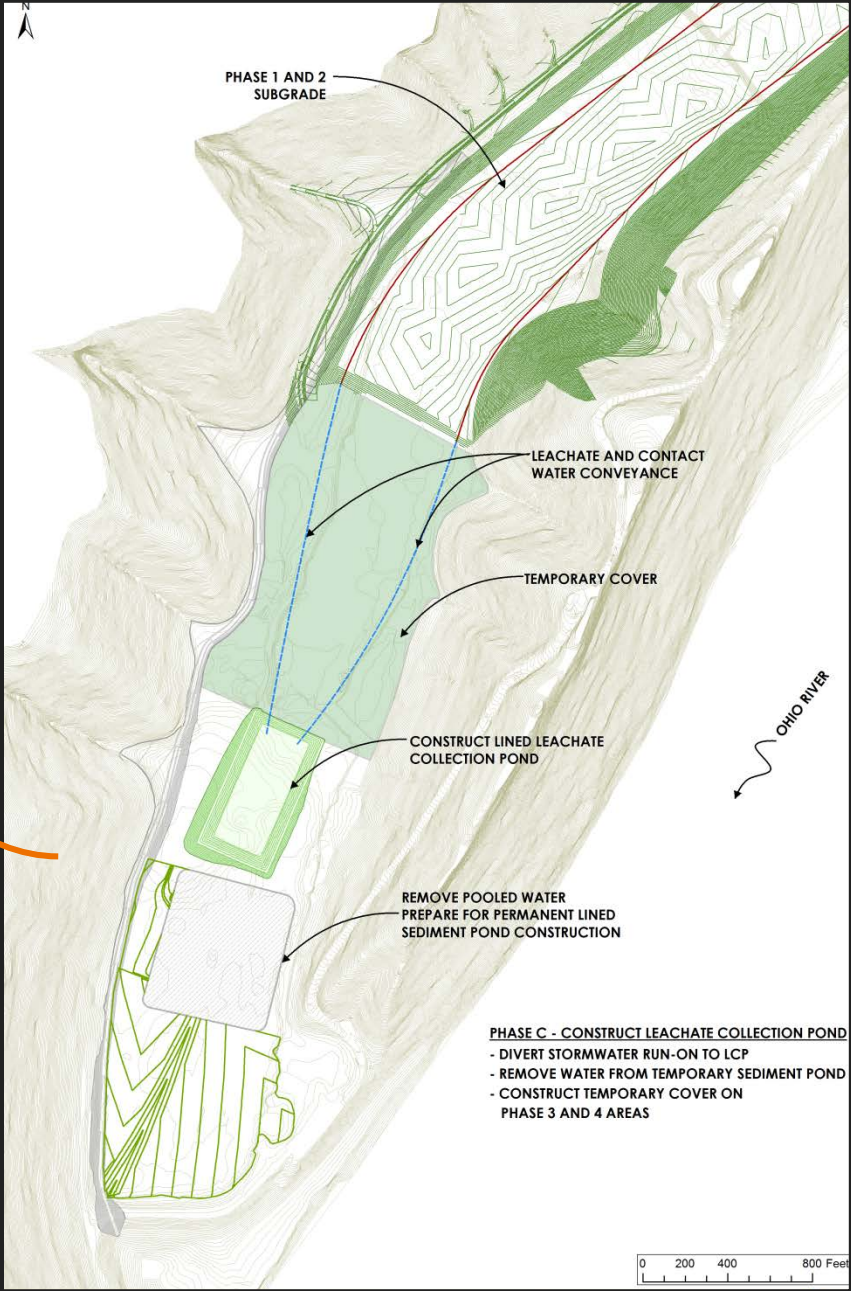 N
PHASE 1 AND 2
SUBGRADE
LEACHATE AND CONTACT
WATER CONVEYANCE
TEMPORARY COVER
OHIO RIVER
CONSTRUCT LINED LEACHATE
COLLECTION POND
REMOVE POOLED WATER
PREPARE FOR PERMANENT LINED
SEDIMENT POND CONSTRUCTION
PHASE C - CONSTRUCT LEACHATE COLLECTION POND
- DIVERT STORMWATER RUN-ON TO LCP
- REMOVE WATER FROM TEMPORARY SEDIMENT POND
- CONSTRUCT TEMPORARY COVER ON
PHASE 3 AND 4 AREAS
0 200 400 800 Feet